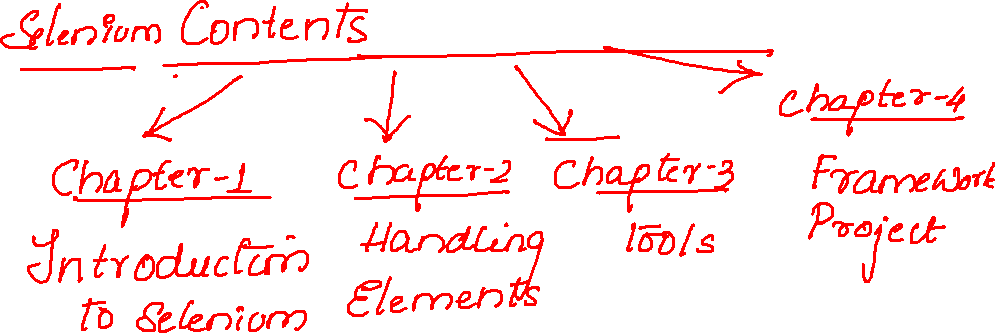 Selenium Contents
Chapter-1
Introduction
to Selenium
Chapter-2
Handling
Elements
Chapter-3
Tools
Chapter-4
Framework
Project